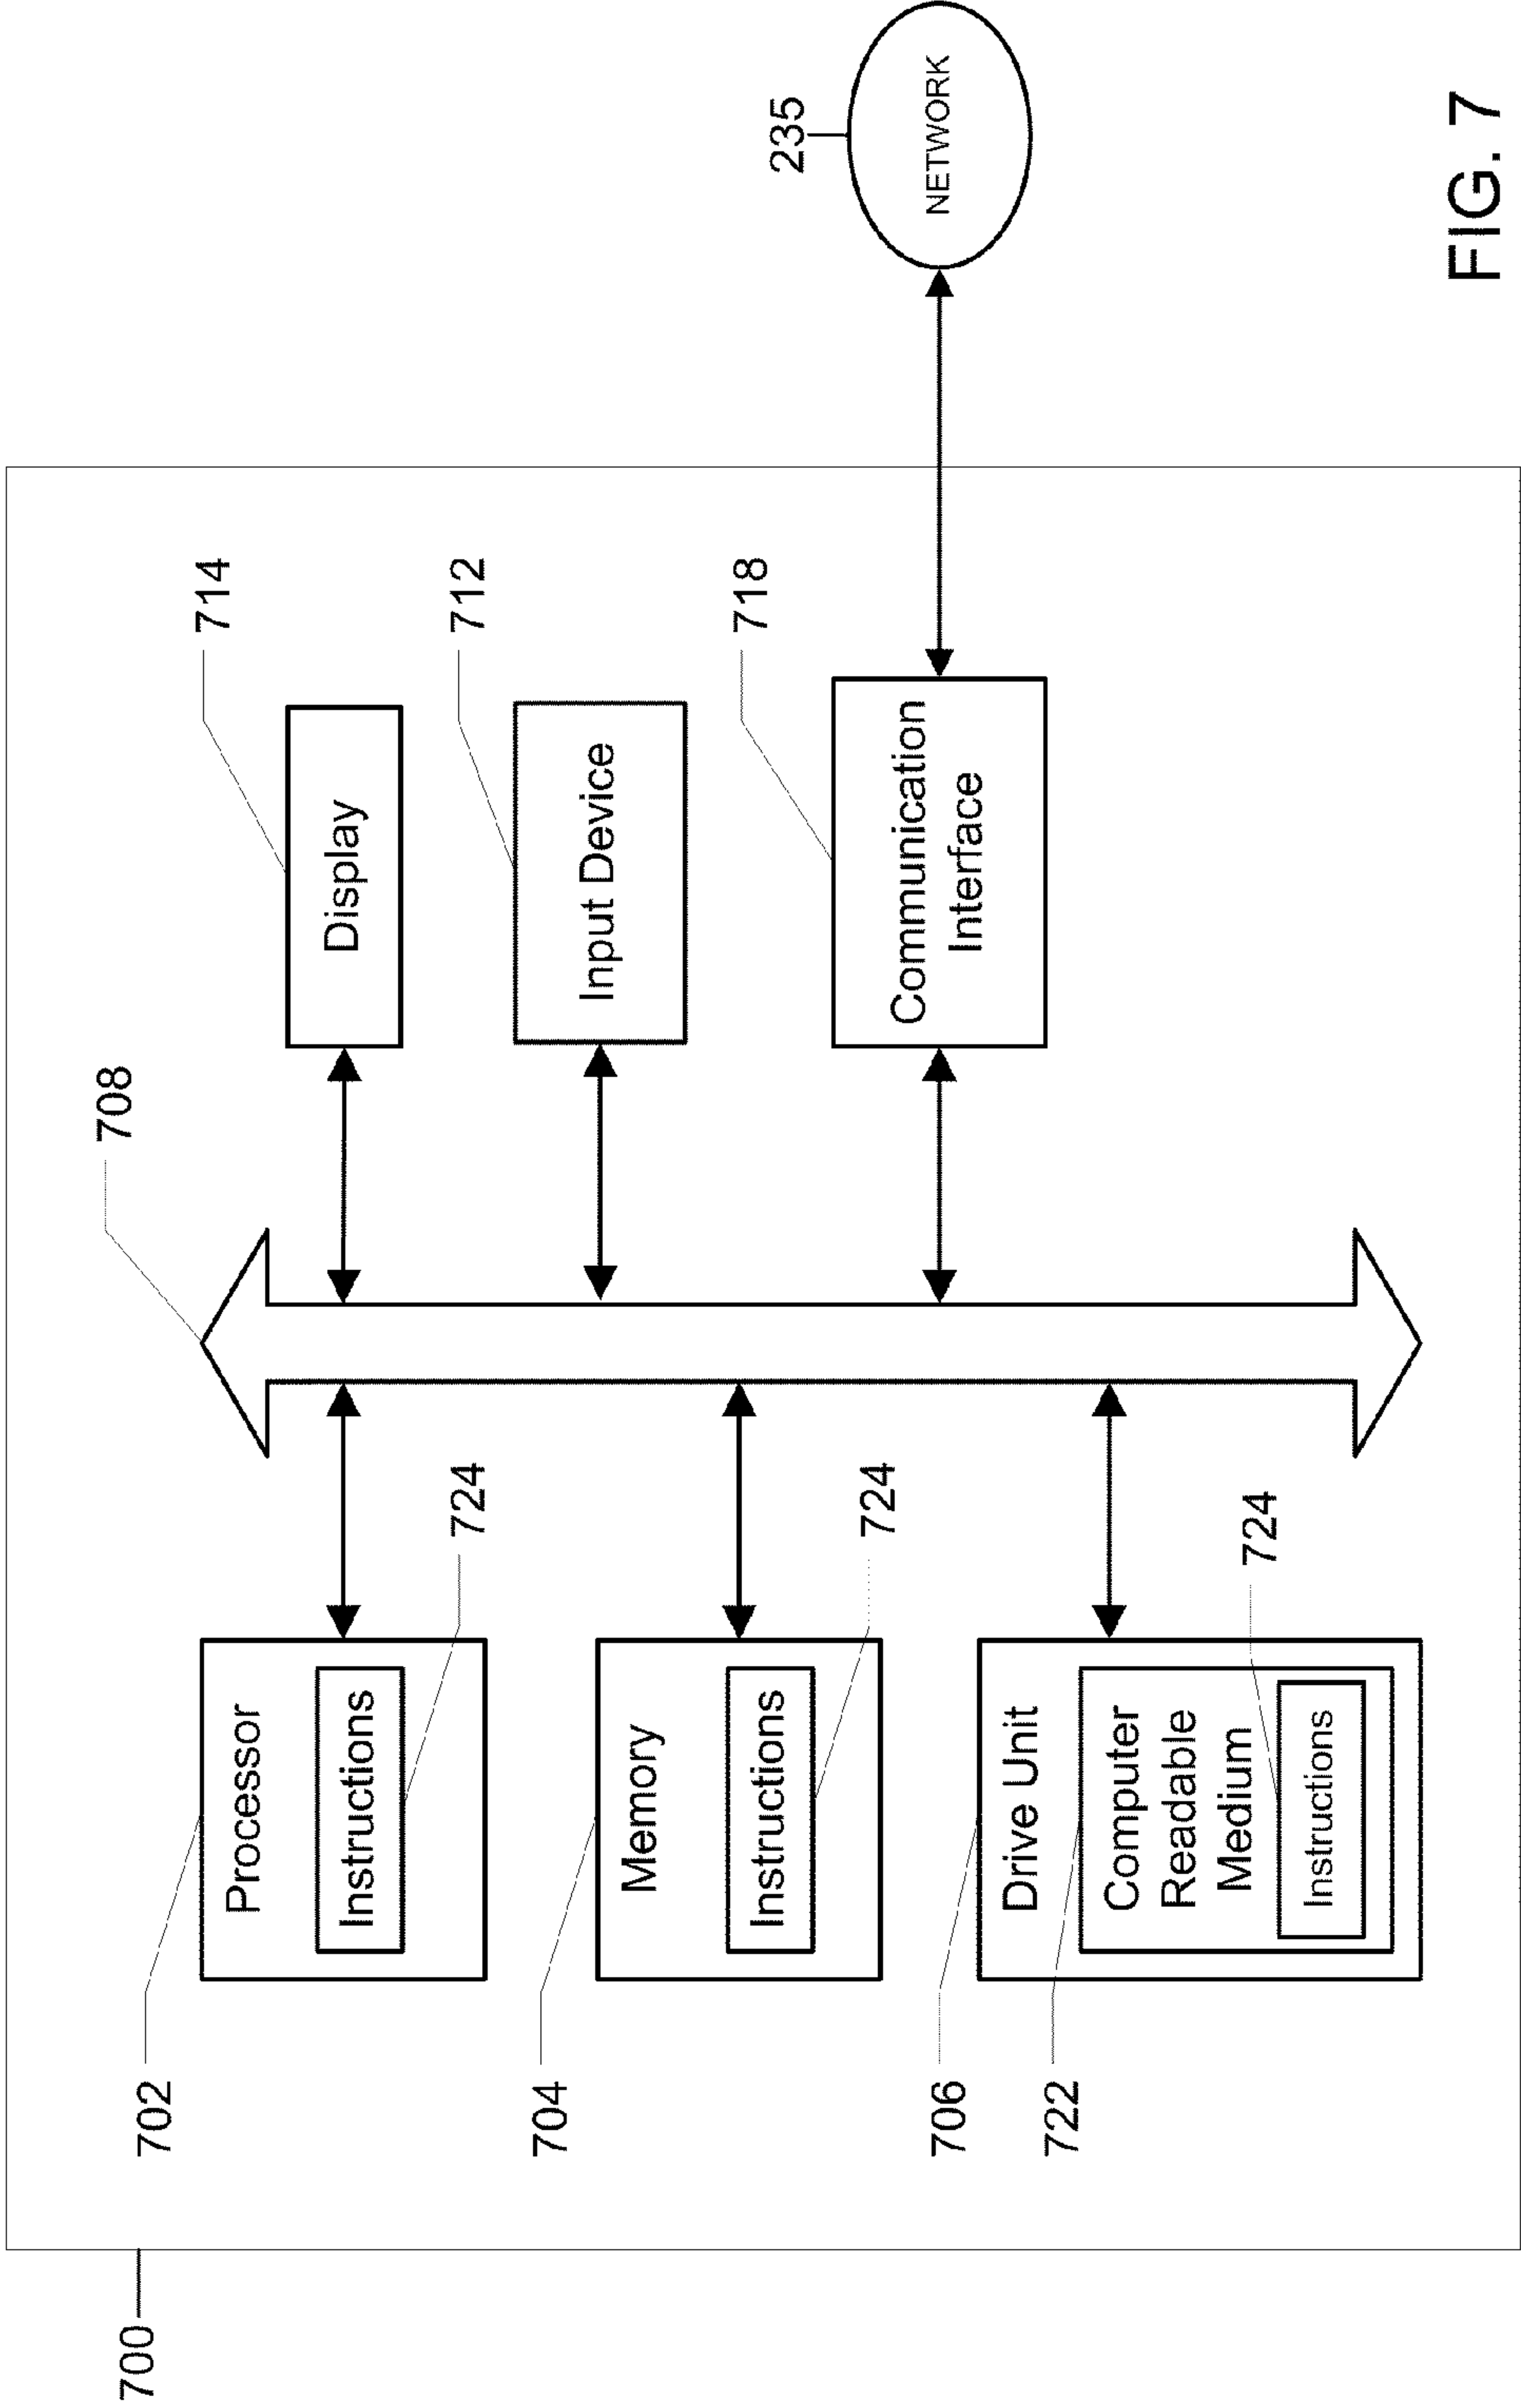 700
708
702
Processor
Instructions
724
714
Display
704
Memory
Instructions
724
712
Input Device
706
722
Drive Unit
Computer
Readable
Medium
Instructions
724
718
Communication
Interface
235
NETWORK
FIG. 7